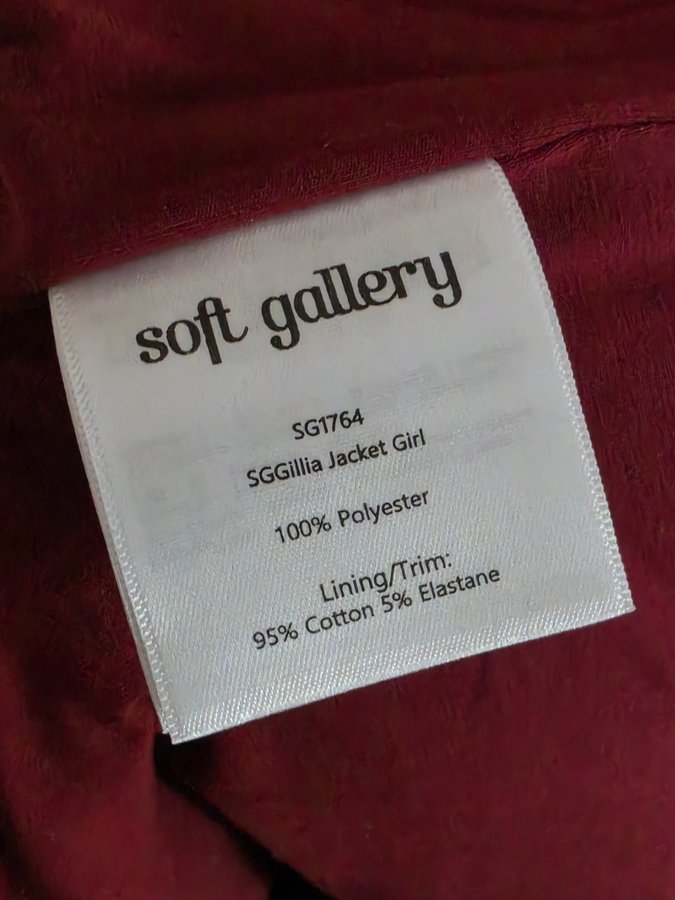 soft gallery
SG1764
SGGillia Jacket Girl
100% Polyester
Lining/Trim:
95% Cotton 5% Elastane